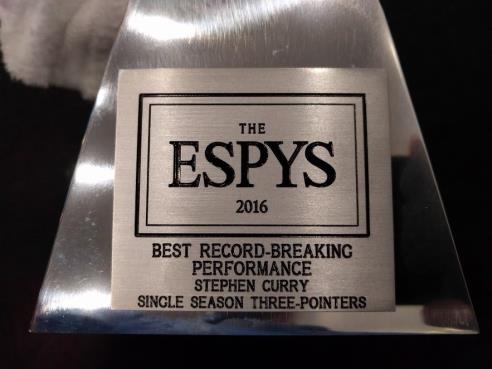 THE
ESPYS
2016
BEST RECORD-BREAKING
PERFORMANCE
STEPHEN CURRY
SINGLE SEASON THREE-POINTERS